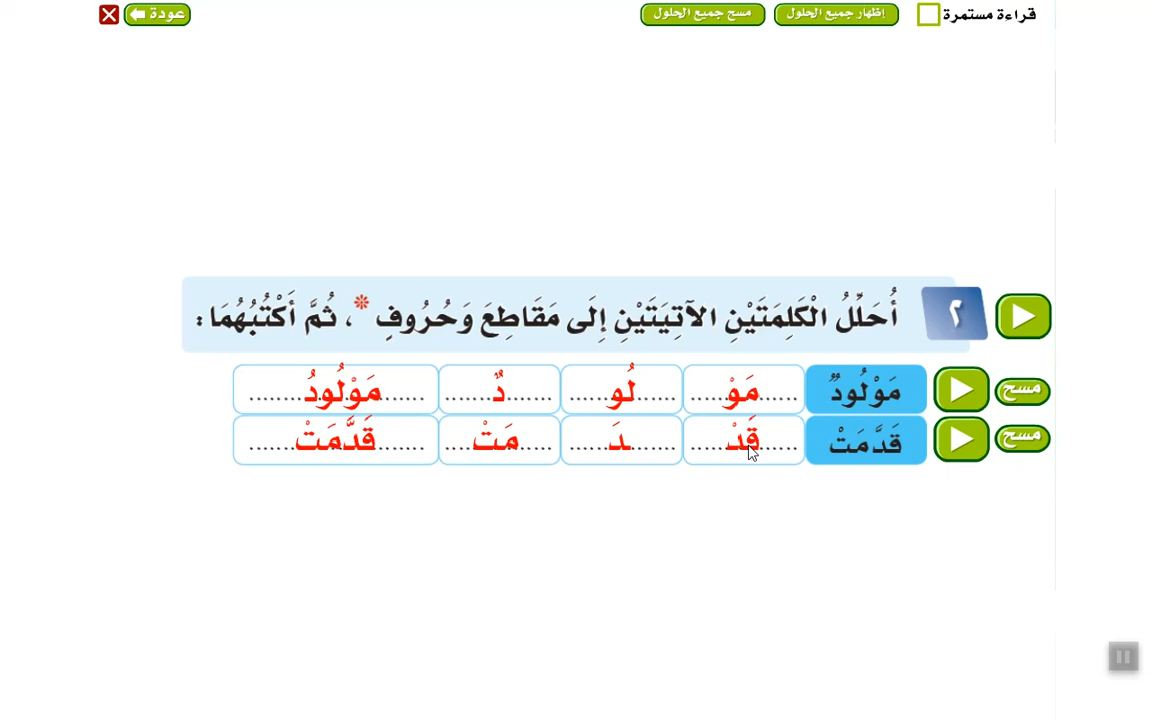 قراءة مستمرة إظهار جميع الحلول مسح جميع الحلول عودة
٢ أُحَلِّلُ الْكَلِمَتَيْنِ الآتِيَتَيْنِ إِلَى مَقَاطِعَ وَحُرُوفٍ * ، ثُمَّ أَكْتُبُهُمَا :
مسح مَوْلُودٌ مَوْ لُو دٌ مَوْلُودُ
مسح قَدَّمَتْ قَدْ دَ مَتْ قَدَّمَتْ